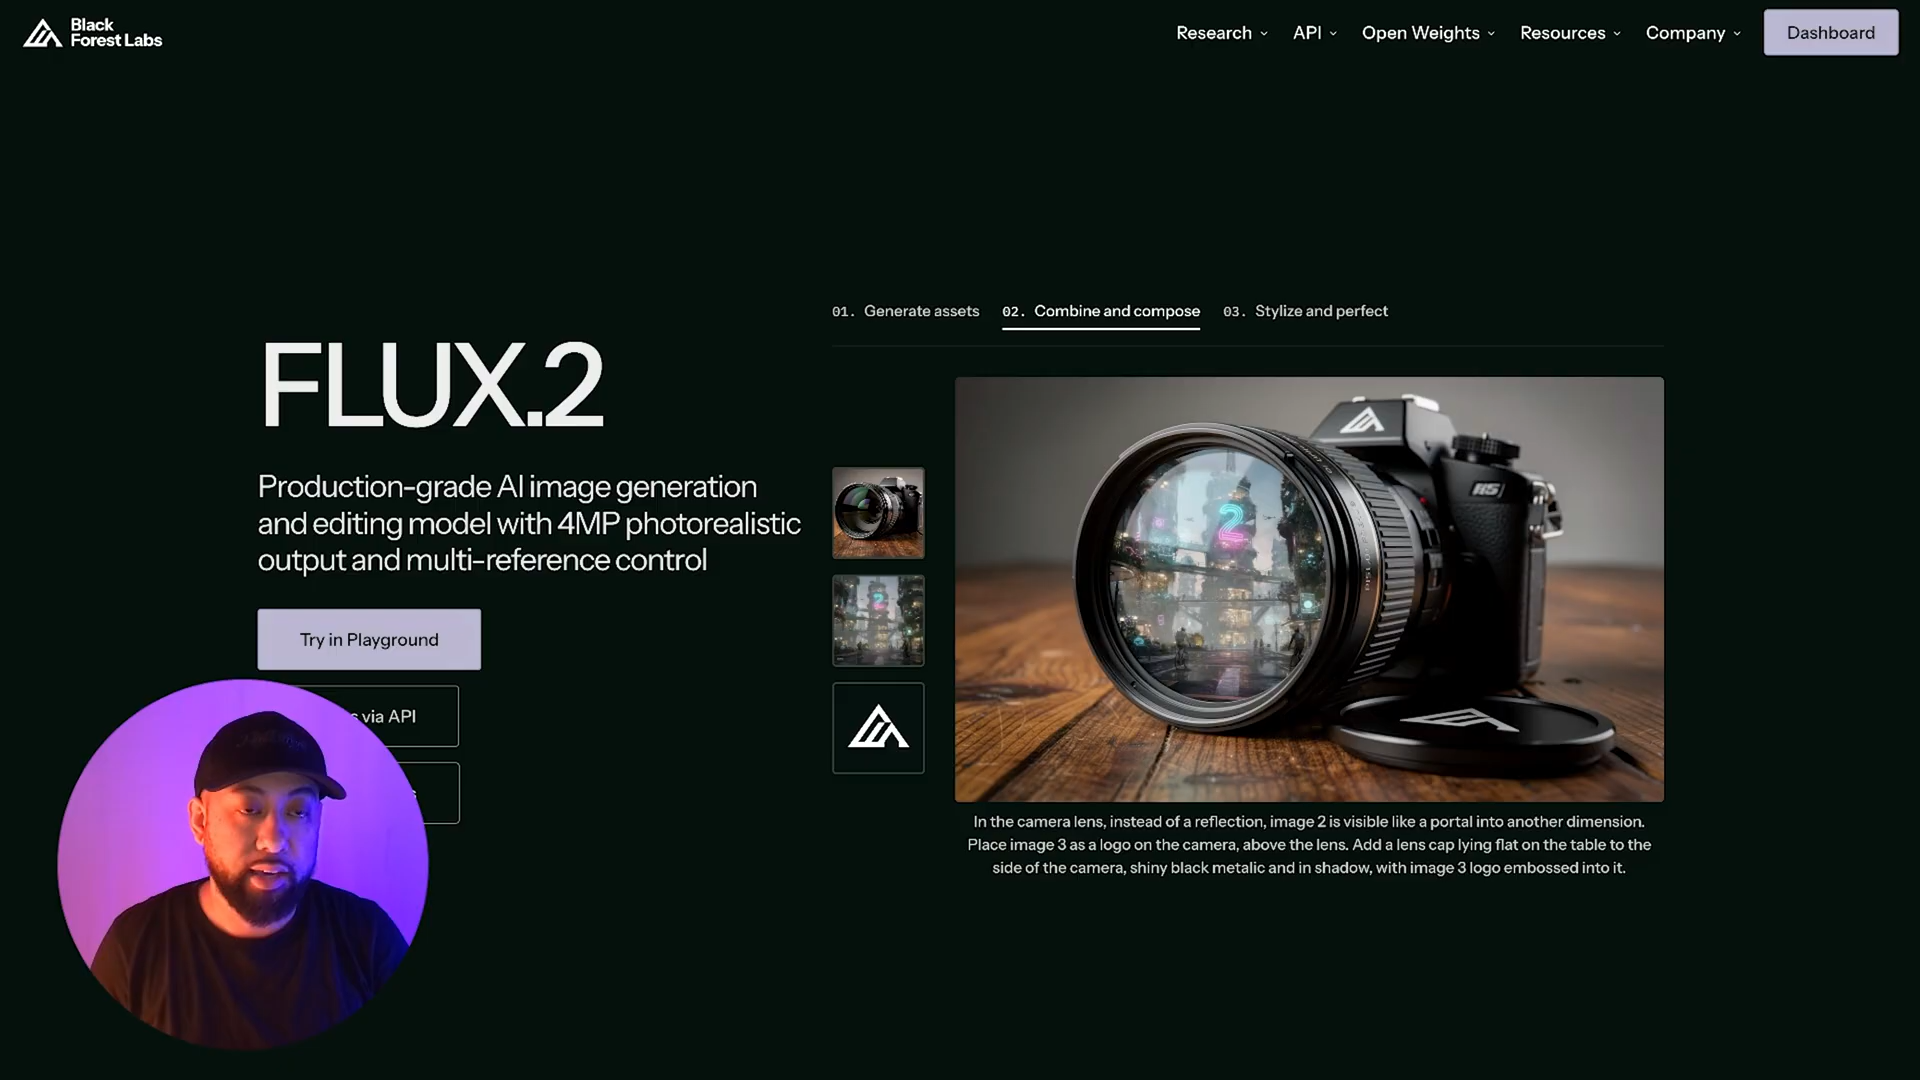 Black
Forest Labs
Research
API
Open Weights
Resources
Company
Dashboard
01. Generate assets
02. Combine and compose
03. Stylize and perfect
FLUX.2
Production-grade AI image generation
and editing model with 4MP photorealistic
output and multi-reference control
Try in Playground
via API
2
R5
2
In the camera lens, instead of a reflection, image 2 is visible like a portal into another dimension.
Place image 3 as a logo on the camera, above the lens. Add a lens cap lying flat on the table to the
side of the camera, shiny black metalic and in shadow, with image 3 logo embossed into it.